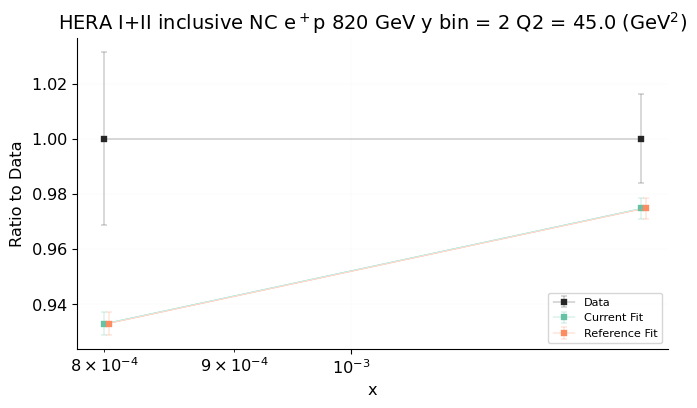 HERA I+II inclusive NC e⁺p 820 GeV y bin = 2 Q2 = 45.0 (GeV²)
Ratio to Data
1.02
1.00
0.98
0.96
0.94
Data
Current Fit
Reference Fit
8 × 10⁻⁴
9 × 10⁻⁴
10⁻³
x